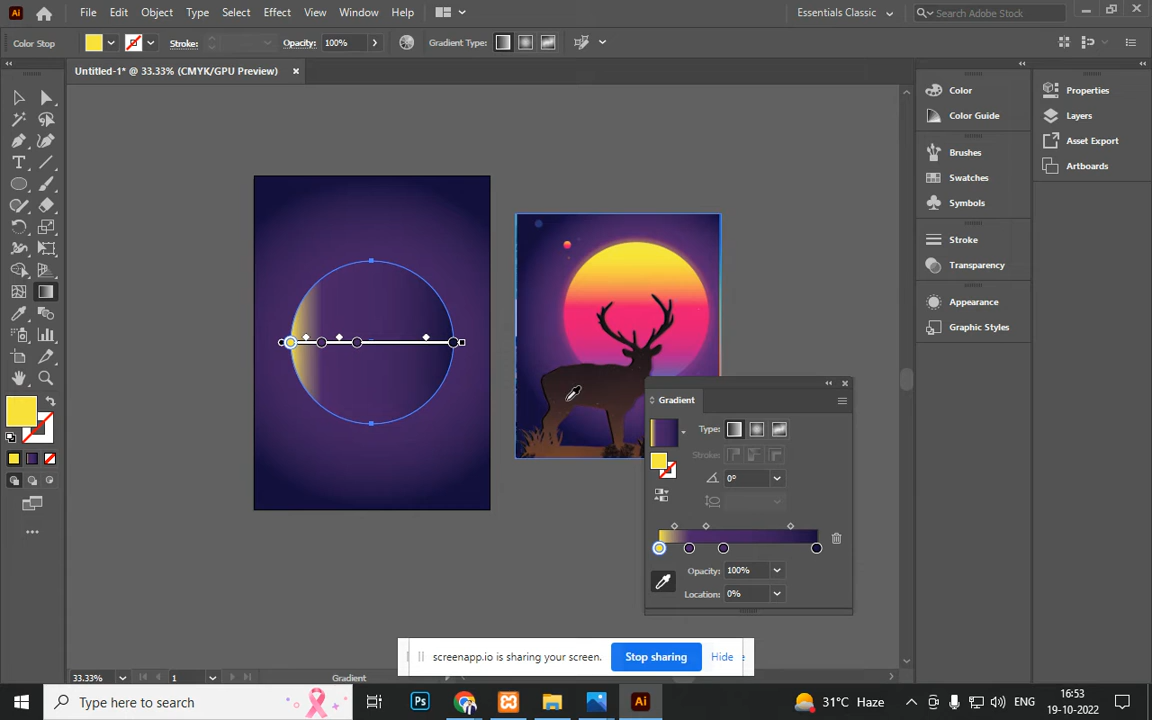 Ai File Edit Object Type Select Effect View Window Help Essentials Classic Search Adobe Stock
Color Stop Stroke: Opacity: 100% Gradient Type:
Untitled-1* @ 33.33% (CMYK/GPU Preview) ×
Color
Color Guide
Brushes
Swatches
Symbols
Stroke
Transparency
Appearance
Graphic Styles
Properties
Layers
Asset Export
Artboards
Gradient
Type:
Stroke:
0°
Opacity: 100%
Location: 0%
screenapp.io is sharing your screen. Stop sharing Hide
33.33% 1 Gradient
Type here to search Ps Ai 31°C Haze ENG 16:53
19-10-2022